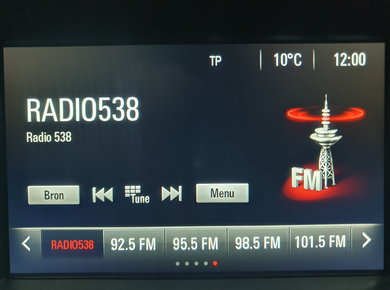 TP 10°C 12:00
RADIO538
Radio 538
FM
Bron Tune Menu
RADIO538 92.5 FM 95.5 FM 98.5 FM 101.5 FM